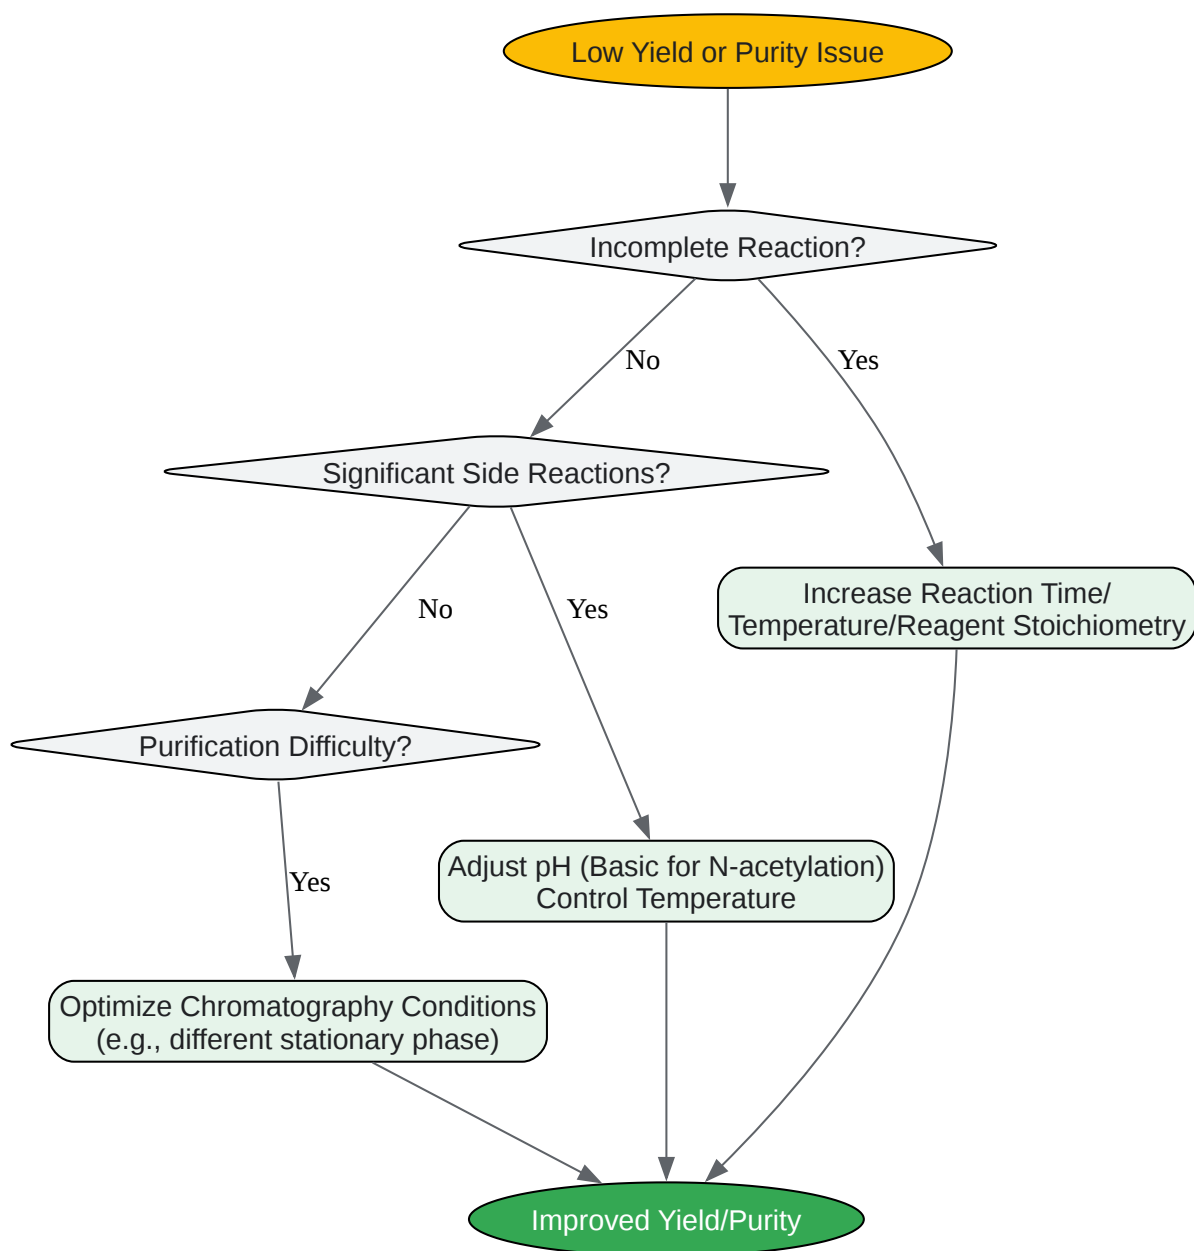 Low Yield or Purity Issue
Incomplete Reaction?
No
Yes
Significant Side Reactions?
Increase Reaction Time/
Temperature/Reagent Stoichiometry
No
Yes
Purification Difficulty?
Adjust pH (Basic for N-acetylation)
Control Temperature
Yes
Optimize Chromatography Conditions
(e.g., different stationary phase)
Improved Yield/Purity